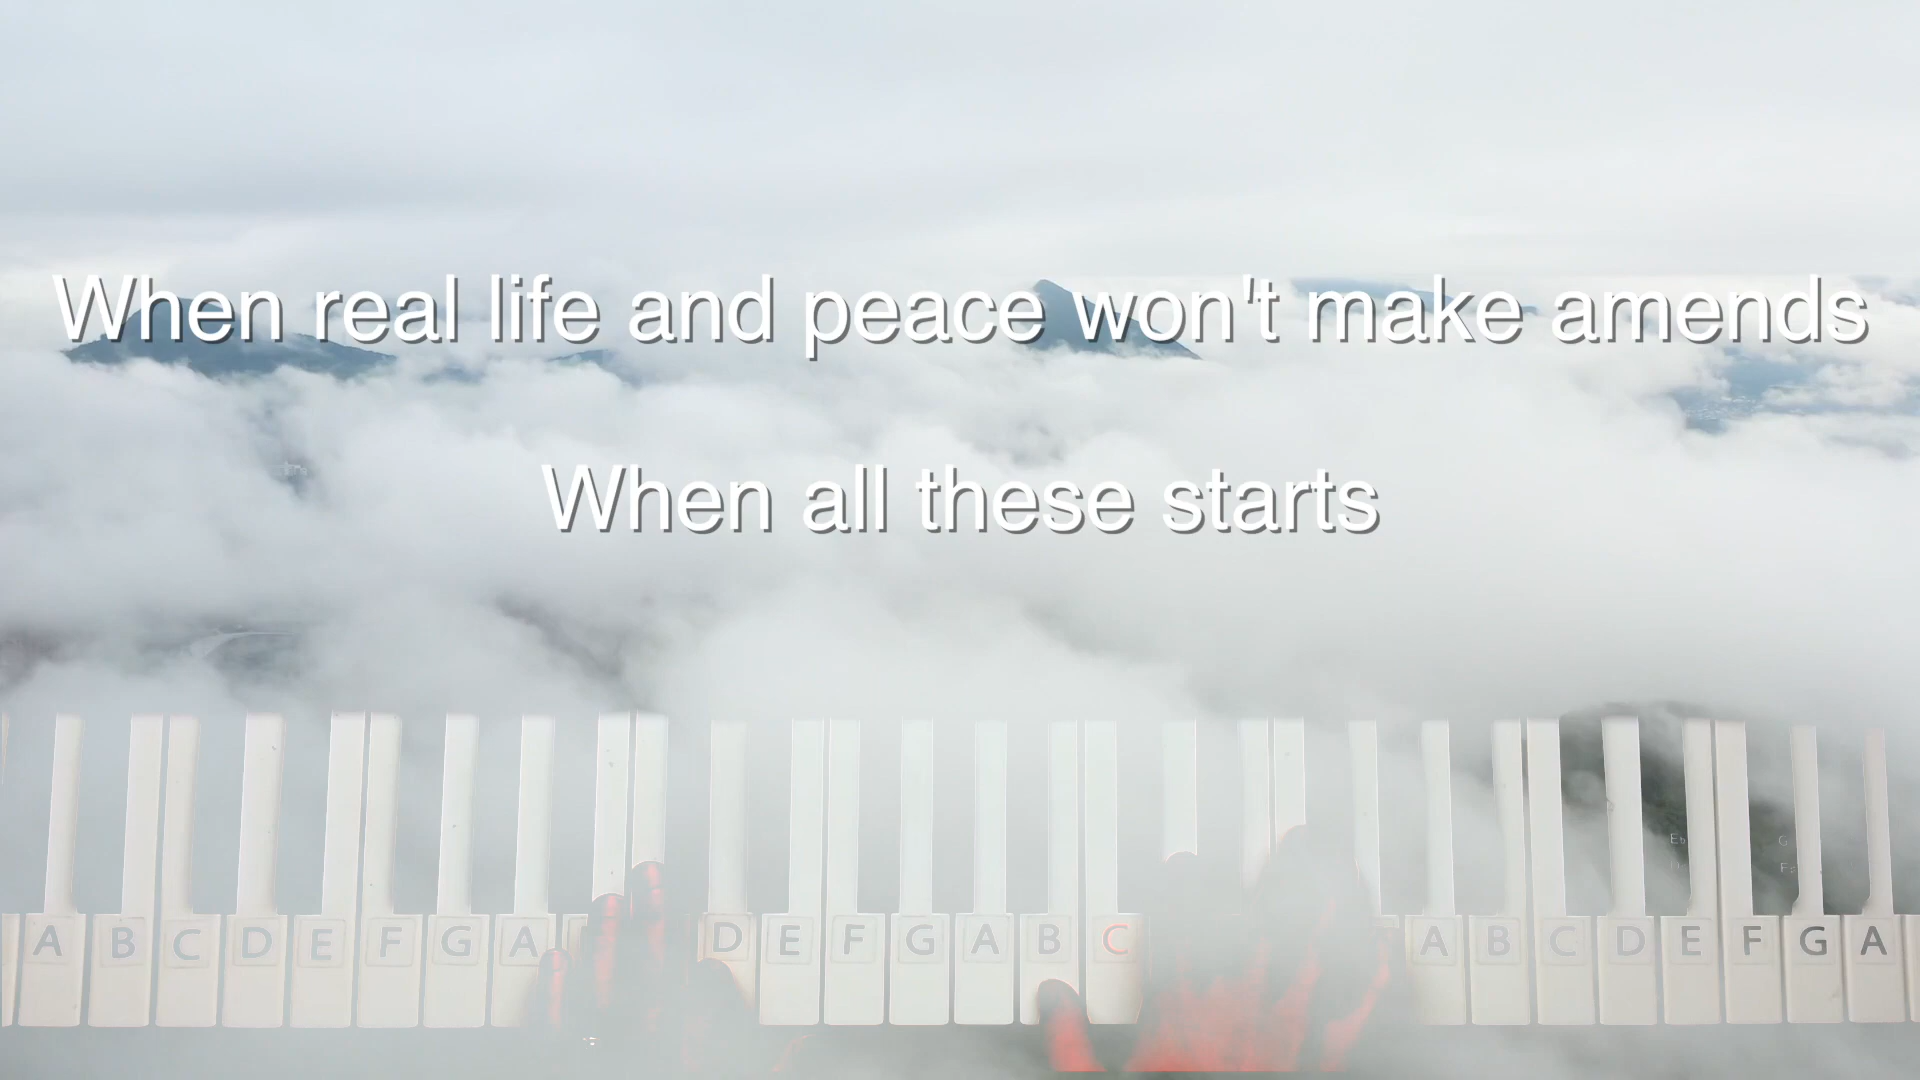 When real life and peace won't make amends
When all these starts
A B C D E F G A D E F G A B C A B C D E F G A